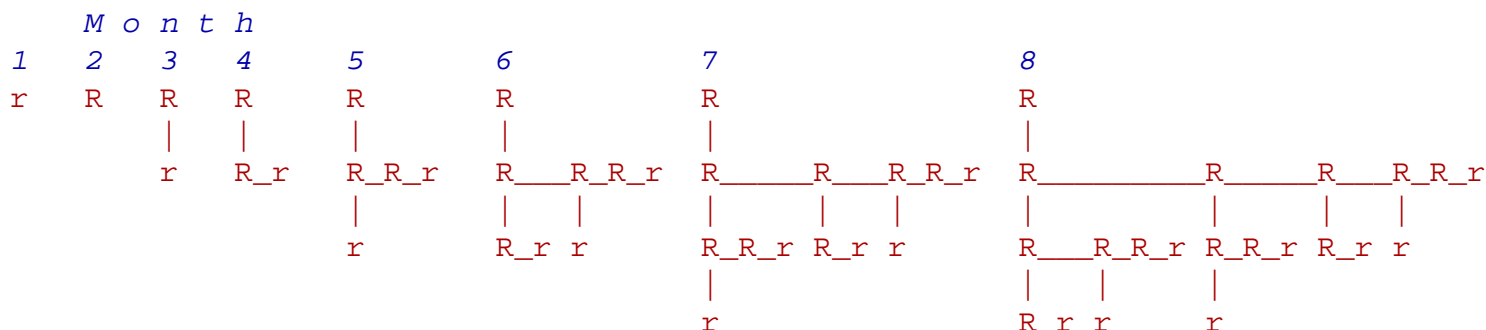 M o n t h
1 2 3 4 5 6 7 8
r R R R R R R R
| | | | | |
r R_r R_R_r R___R_R_r R_____R___R_R_r R_________R_____R___R_R_r
| | | | | | | | |
r R_r r R_R_r R_r r R___R_R_r R_R_r R_r r
| | | |
r R r r r